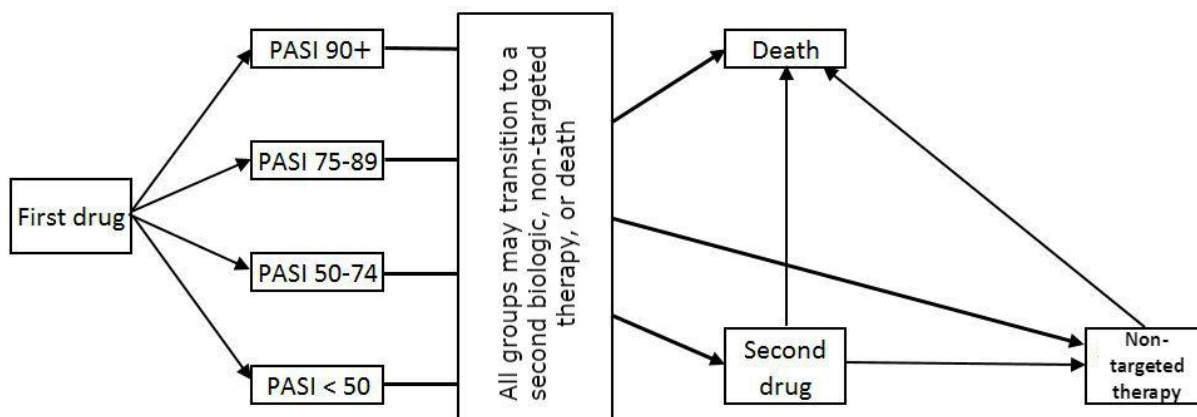 First drug
PASI 90+
PASI 75-89
PASI 50-74
PASI < 50
All groups may transition to a
second biologic, non-targeted
therapy, or death
Death
Second
drug
Non-
targeted
therapy